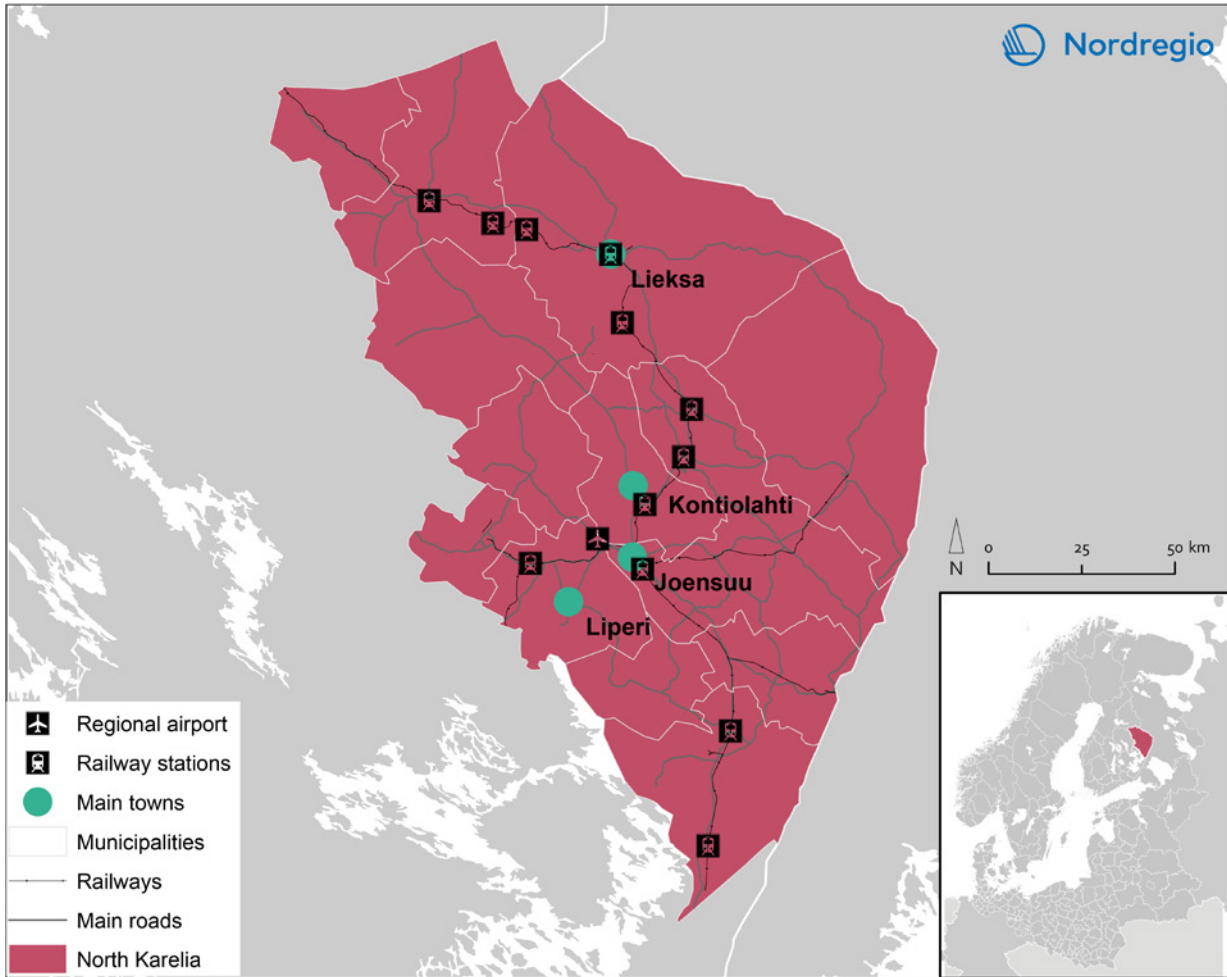 Nordregio
Lieksa
Kontiolahti
Joensuu
Liperi
0 25 50 km
N
Regional airport
Railway stations
Main towns
Municipalities
Railways
Main roads
North Karelia